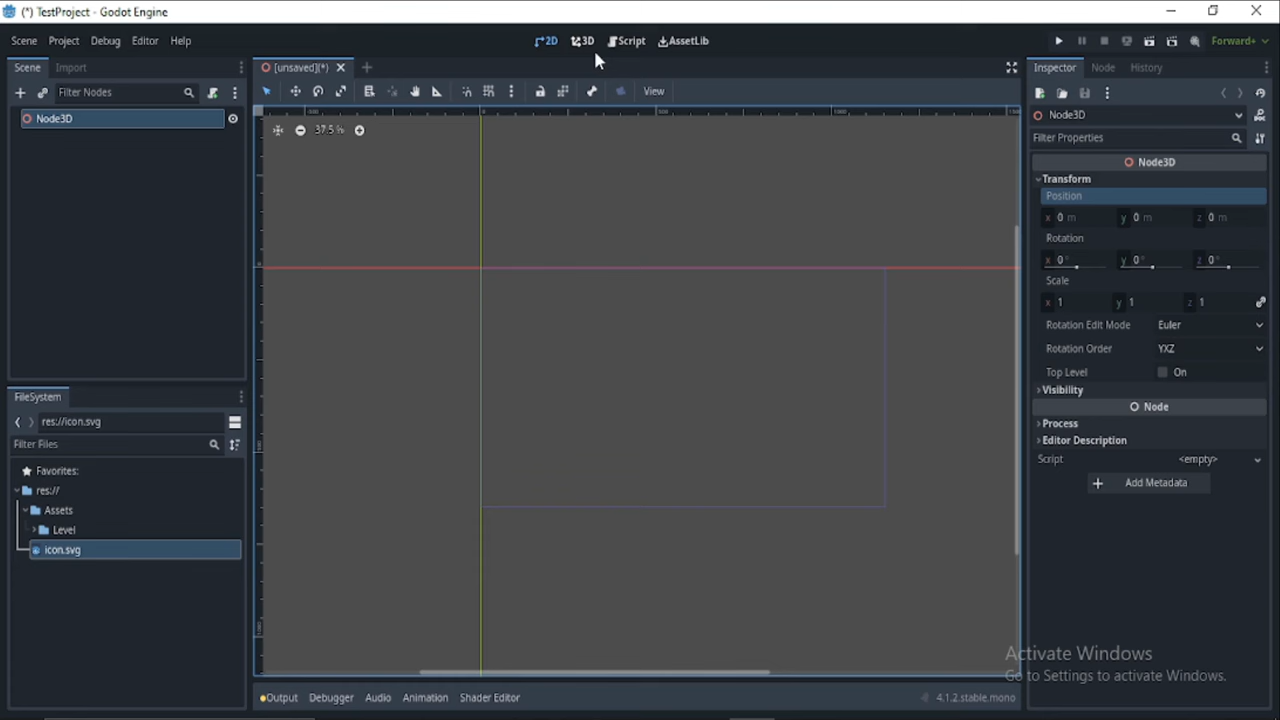 (*) TestProject - Godot Engine
Scene Project Debug Editor Help
2D 3D Script AssetLib
Forward+
Scene Import
[unsaved](*)
Inspector Node History
Filter Nodes
View
Node3D
Node3D
37.5 %
Filter Properties
Node3D
Transform
Position
x 0 m y 0 m z 0 m
Rotation
x 0 ° y 0 ° z 0 °
Scale
x 1 y 1 z 1
Rotation Edit Mode Euler
Rotation Order YXZ
Top Level On
Visibility
Node
Process
Editor Description
Script <empty>
Add Metadata
FileSystem
res://icon.svg
Filter Files
Favorites:
res://
Assets
Level
icon.svg
Activate Windows
Go to Settings to activate Windows.
Output Debugger Audio Animation Shader Editor
4.1.2.stable.mono